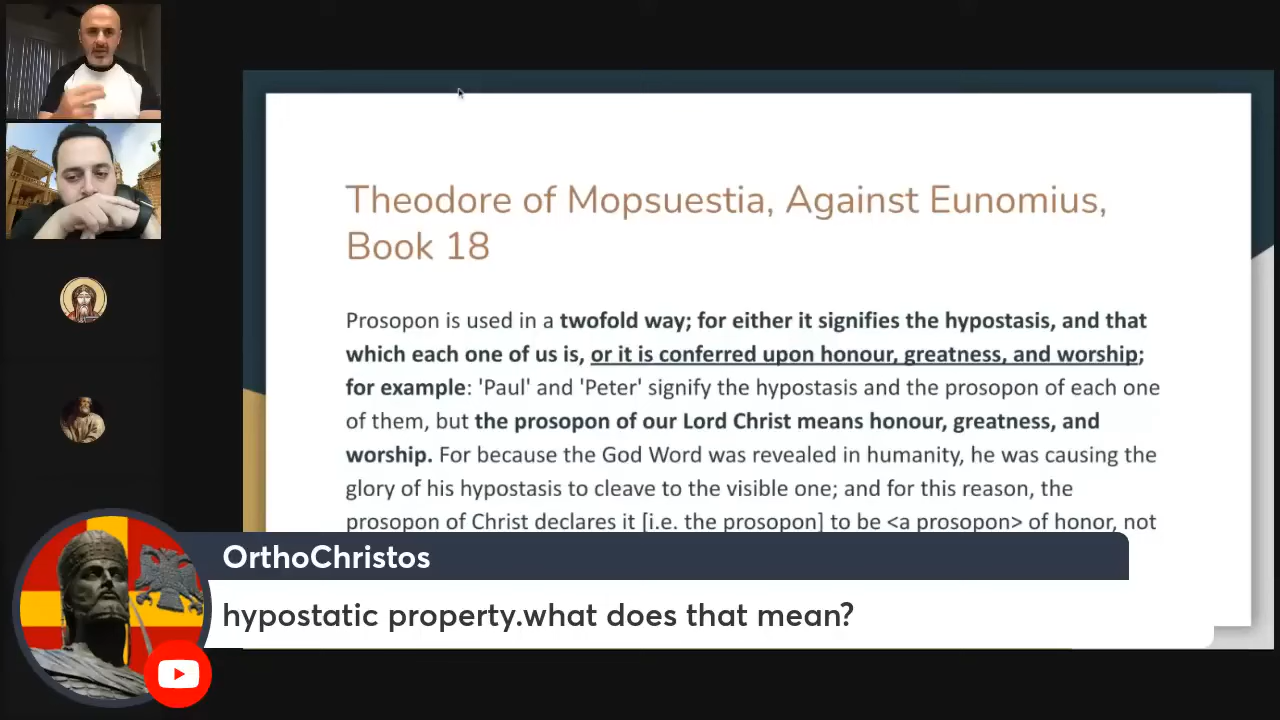 Theodore of Mopsuestia, Against Eunomius,
Book 18
Prosopon is used in a twofold way; for either it signifies the hypostasis, and that
which each one of us is, or it is conferred upon honour, greatness, and worship;
for example: 'Paul' and 'Peter' signify the hypostasis and the prosopon of each one
of them, but the prosopon of our Lord Christ means honour, greatness, and
worship. For because the God Word was revealed in humanity, he was causing the
glory of his hypostasis to cleave to the visible one; and for this reason, the
prosopon of Christ declares it [i.e. the prosopon] to be <a prosopon> of honor, not
OrthoChristos
hypostatic property.what does that mean?